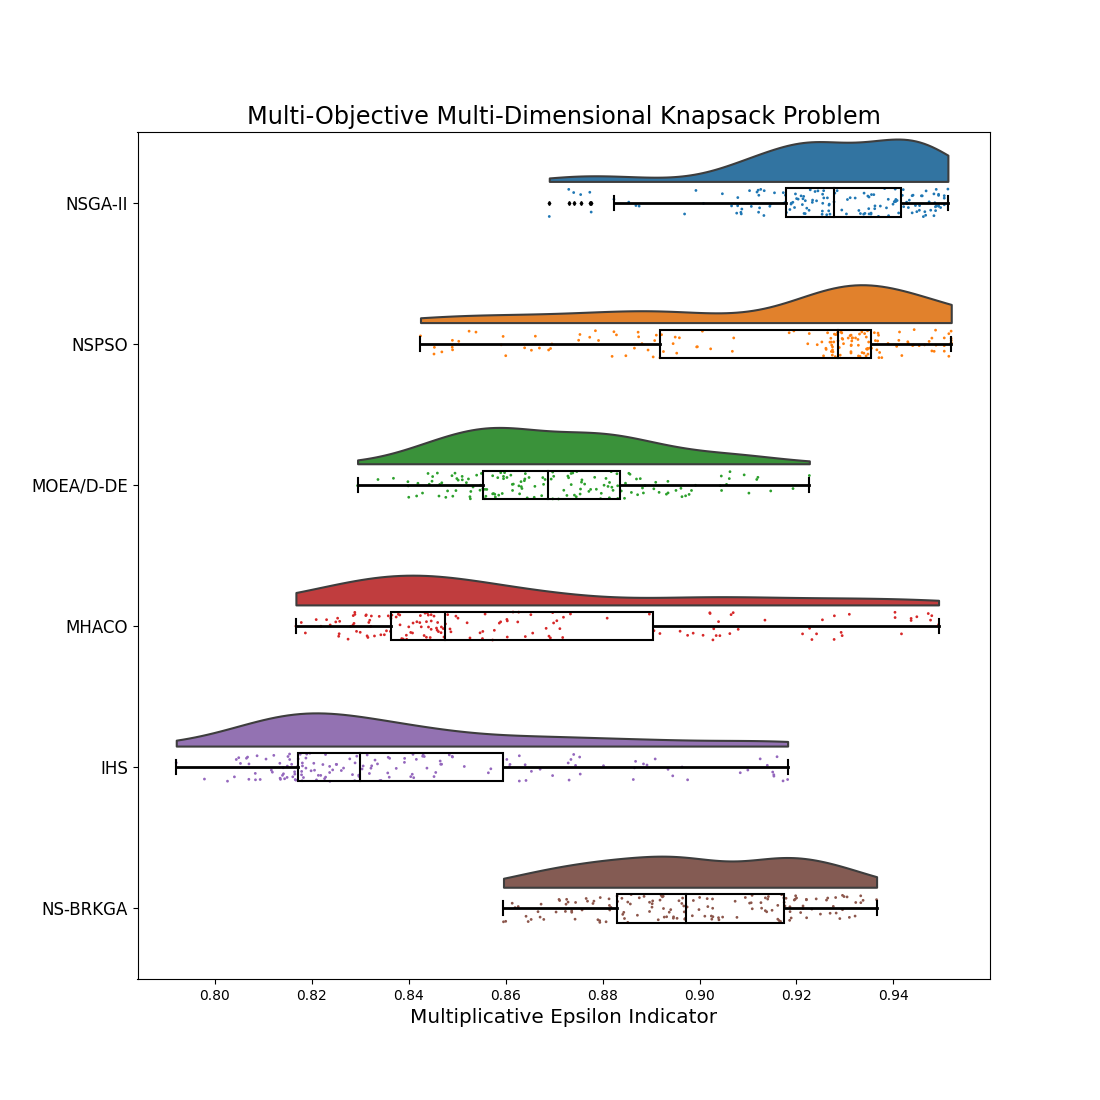 Multi-Objective Multi-Dimensional Knapsack Problem
NSGA-II
NSPSO
MOEA/D-DE
MHACO
IHS
NS-BRKGA
0.80 0.82 0.84 0.86 0.88 0.90 0.92 0.94
Multiplicative Epsilon Indicator